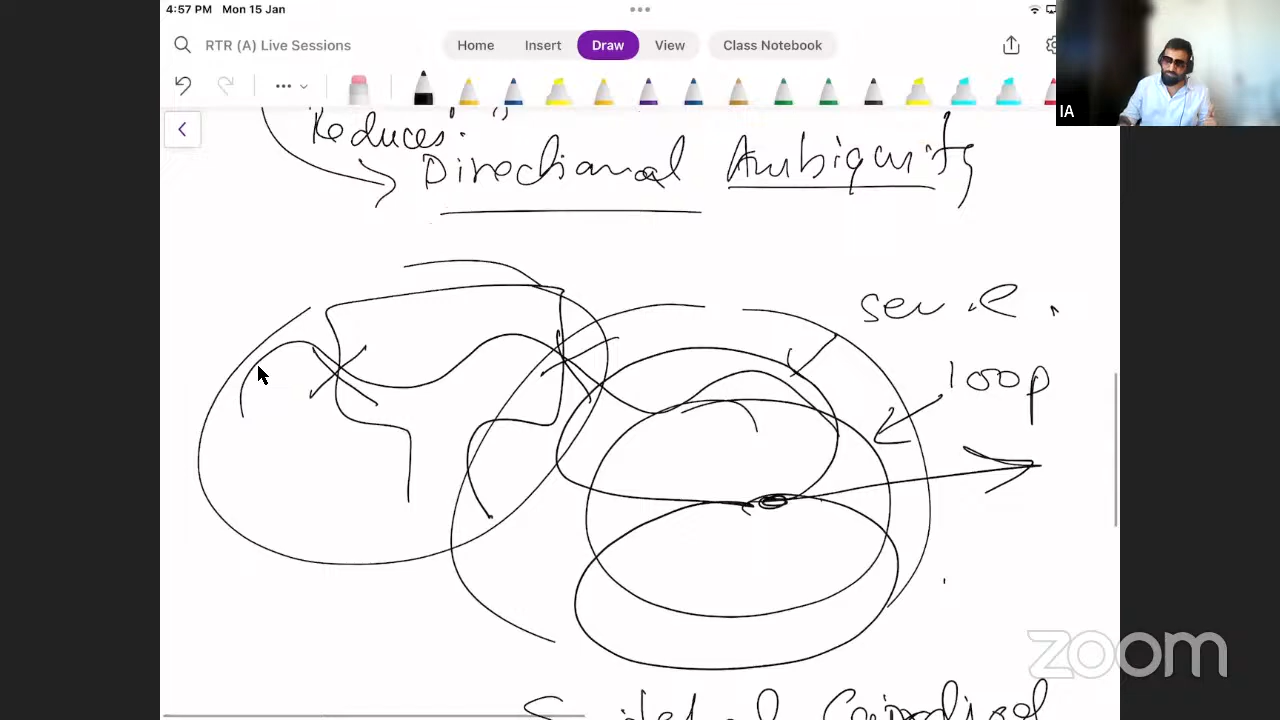 4:57 PM Mon 15 Jan
RTR (A) Live Sessions
Home Insert Draw View Class Notebook
IA
Reduces
Directional Ambiguity
loop
zoom